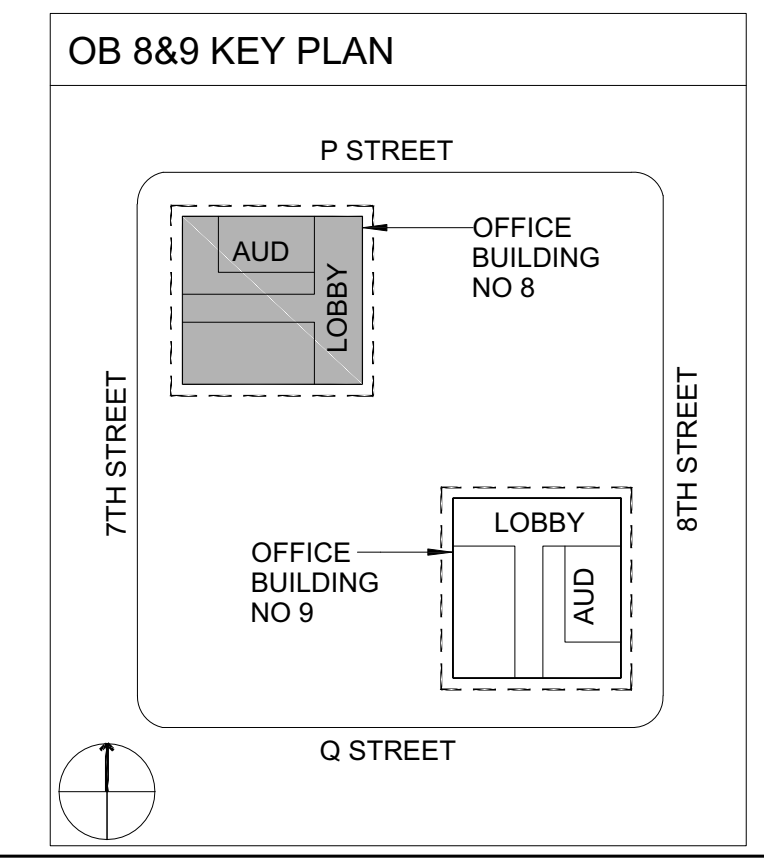 OB 8&9 KEY PLAN
P STREET
AUD
LOBBY
OFFICE
BUILDING
NO 8
7TH STREET
8TH STREET
LOBBY
AUD
OFFICE
BUILDING
NO 9
Q STREET